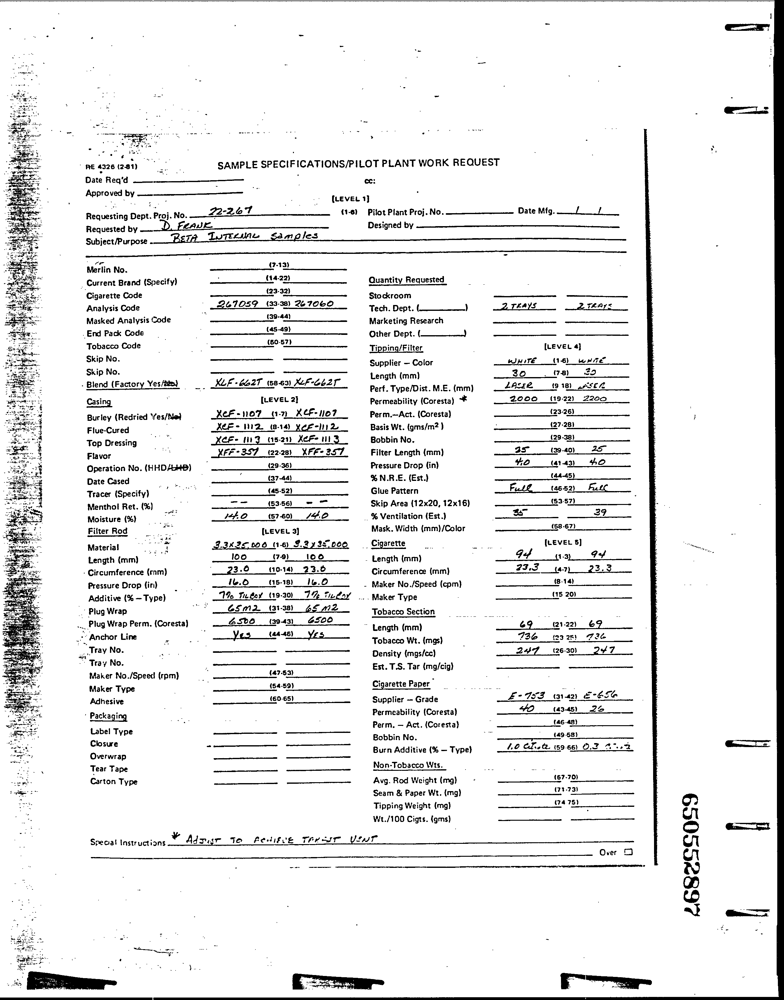 RE 4326 (2-81)
SAMPLE SPECIFICATIONS/PILOT PLANT WORK REQUEST
Date Req'd
cc:
Approved by
[LEVEL 1]
Requesting Dept. Proj. No. 22-267 (1-6) Pilot Plant Proj. No. Date Mfg. / /
Requested by D. FRANK Designed by
Subject/Purpose BETA INTERNAL Samples
Merlin No. (7-13)
Current Brand (Specify) (14-22)
Cigarette Code (23-32)
Analysis Code 267059 (33-38) 267060
Masked Analysis Code (39-44)
End Pack Code (45-49)
Tobacco Code (50-57)
Skip No.
Skip No.
Blend (Factory Yes/No) XLF-662T (58-63) XLF-662T
Casing [LEVEL 2]
Burley (Redried Yes/No) XCF-1107 (1-7) XCF-1107
Flue-Cured XCF-1112 (8-14) XCF-1112
Top Dressing XCF-1113 (15-21) XCF-1113
Flavor XFF-357 (22-28) XFF-357
Operation No. (HHD/LHD) (29-36)
Date Cased (37-44)
Tracer (Specify) (45-52)
Menthol Ret. (%) -- (53-56) --
Moisture (%) 14.0 (57-60) 14.0
Filter Rod [LEVEL 3]
Material 3.3x35,000 (1-6) 3.3x35,000
Length (mm) 100 (7-9) 100
Circumference (mm) 23.0 (10-14) 23.0
Pressure Drop (in) 16.0 (15-18) 16.0
Additive (% – Type) 7% (19-30) 7%
Plug Wrap 65M2 (31-38) 65M2
Plug Wrap Perm. (Coresta) 6500 (39-43) 6500
Anchor Line Yes (44-46) Yes
Tray No.
Tray No.
Maker No./Speed (rpm) (47-53)
Maker Type (54-59)
Adhesive (60-65)
Packaging
Label Type
Closure
Overwrap
Tear Tape
Carton Type
Quantity Requested
Stockroom
Tech. Dept. ( ) 2 TRAYS 2 TRAYS
Marketing Research
Other Dept. ( )
Tipping/Filter [LEVEL 4]
Supplier – Color WHITE (1-6) WHITE
Length (mm) 30 (7-8) 30
Perf. Type/Dist. M.E. (mm) LASER (9-18) LASER
Permeability (Coresta) * 2000 (19-22) 2200
Perm.–Act. (Coresta) (23-26)
Basis Wt. (gms/m²) (27-28)
Bobbin No. (29-38)
Filter Length (mm) 25 (39-40) 25
Pressure Drop (in) 4.0 (41-43) 4.0
% N.R.E. (Est.) (44-45)
Glue Pattern Full (46-52) Full
Skip Area (12x20, 12x16) (53-57)
% Ventilation (Est.) 35 39
Mask. Width (mm)/Color (58-67)
Cigarette [LEVEL 5]
Length (mm) 94 (1-3) 94
Circumference (mm) 23.3 (4-7) 23.3
Maker No./Speed (cpm) (8-14)
Maker Type (15-20)
Tobacco Section
Length (mm) 69 (21-22) 69
Tobacco Wt. (mgs) 736 (23-25) 736
Density (mgs/cc) 247 (26-30) 247
Est. T.S. Tar (mg/cig)
Cigarette Paper
Supplier – Grade E-753 (31-42) E-656
Permeability (Coresta) 40 (43-45) 26
Perm. – Act. (Coresta) (46-48)
Bobbin No. (49-58)
Burn Additive (% – Type) 1.0 (59-66) 0.3
Non-Tobacco Wts.
Avg. Rod Weight (mg) (67-70)
Seam & Paper Wt. (mg) (71-73)
Tipping Weight (mg) (74-75)
Wt./100 Cigts. (gms)
Special Instructions * ADJUST TO ACHIEVE TARGET VENT
Over
650552897